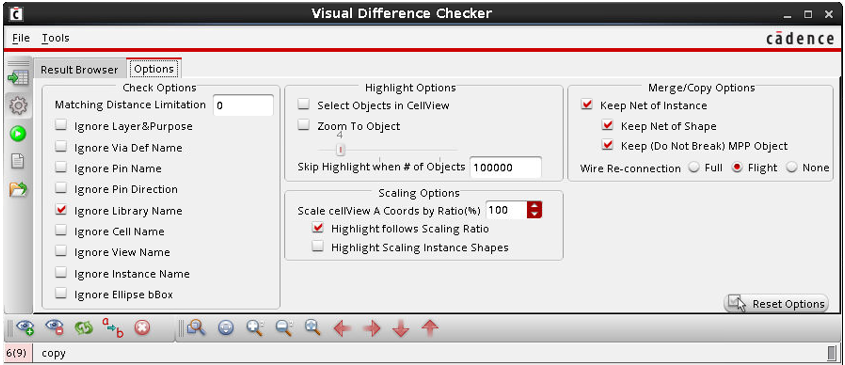 Visual Difference Checker
File Tools
cādence
Result Browser Options
Check Options
Matching Distance Limitation 0
Ignore Layer&Purpose
Ignore Via Def Name
Ignore Pin Name
Ignore Pin Direction
Ignore Library Name
Ignore Cell Name
Ignore View Name
Ignore Instance Name
Ignore Ellipse bBox
Highlight Options
Select Objects in CellView
Zoom To Object
4
Skip Highlight when # of Objects 100000
Scaling Options
Scale cellView A Coords by Ratio(%) 100
Highlight follows Scaling Ratio
Highlight Scaling Instance Shapes
Merge/Copy Options
Keep Net of Instance
Keep Net of Shape
Keep (Do Not Break) MPP Object
Wire Re-connection Full Flight None
Reset Options
a b
6(9) copy